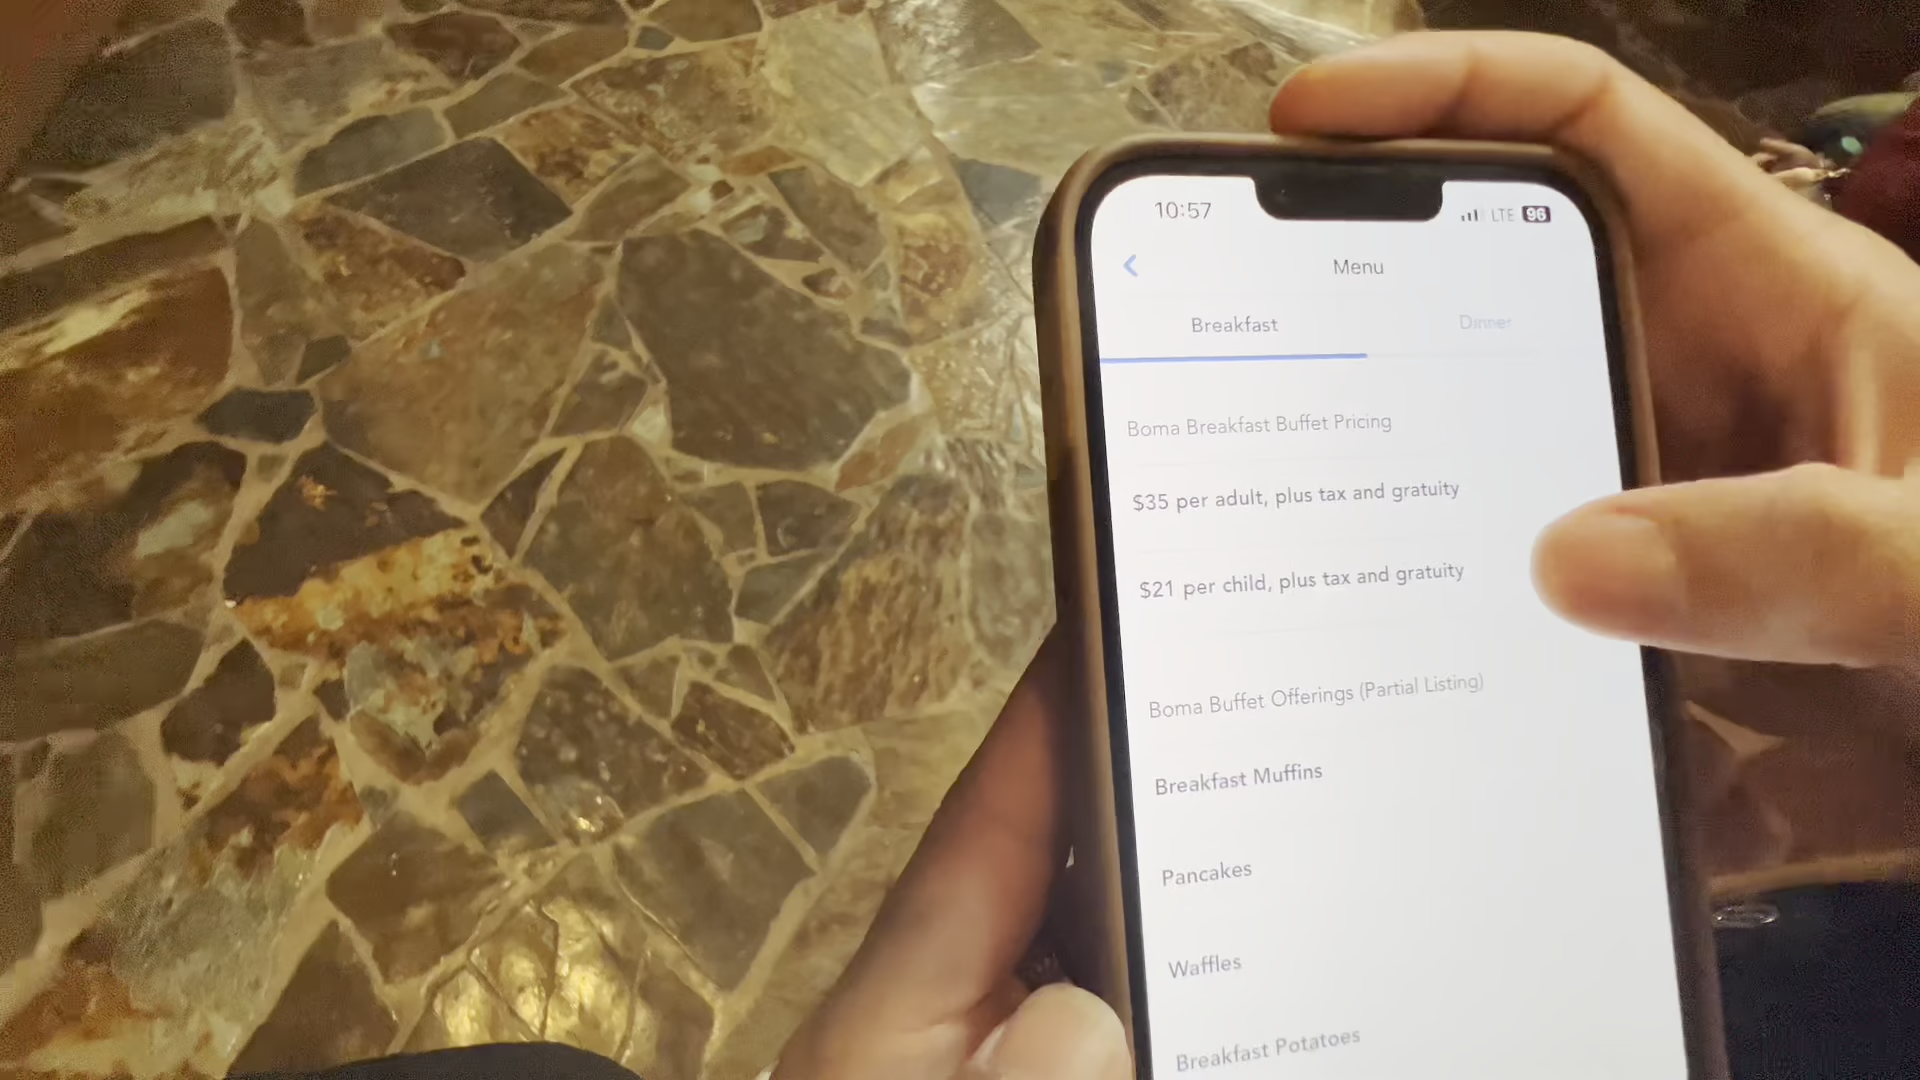 10:57
LTE 96
Menu
Breakfast
Dinner
Boma Breakfast Buffet Pricing
$35 per adult, plus tax and gratuity
$21 per child, plus tax and gratuity
Boma Buffet Offerings (Partial Listing)
Breakfast Muffins
Pancakes
Waffles
Breakfast Potatoes